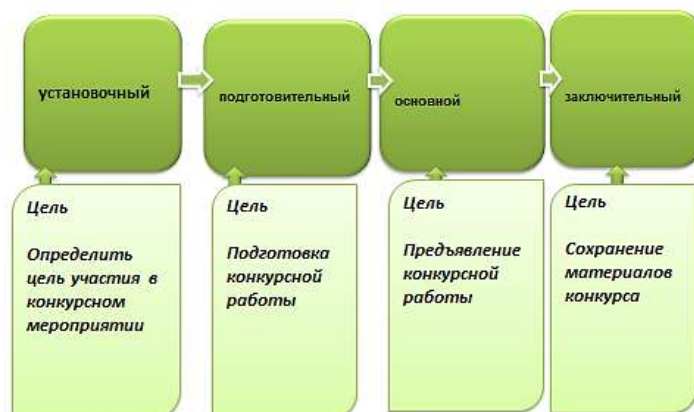 установочный
подготовительный
основной
заключительный
Цель
Определить
цель участия в
конкурсном
мероприятии
Цель
Подготовка
конкурсной
работы
Цель
Предъявление
конкурсной
работы
Цель
Сохранение
материалов
конкурса